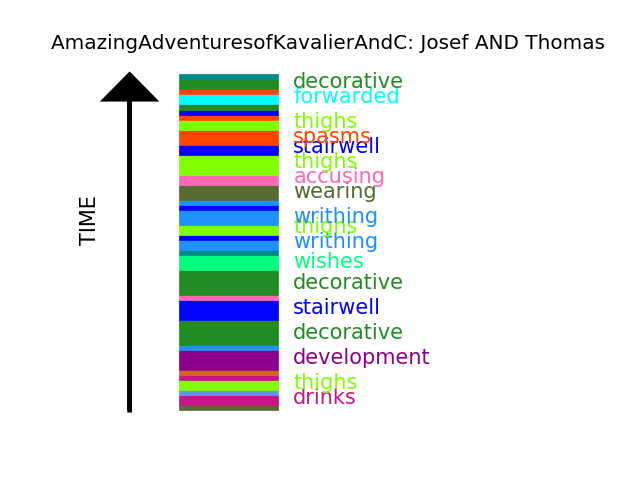 AmazingAdventuresofKavalierAndC: Josef AND Thomas
decorative
forwarded
thighs
spasms
stairwell
thighs
accusing
wearing
writhing
thighs
writhing
wishes
decorative
stairwell
decorative
development
thighs
drinks
TIME